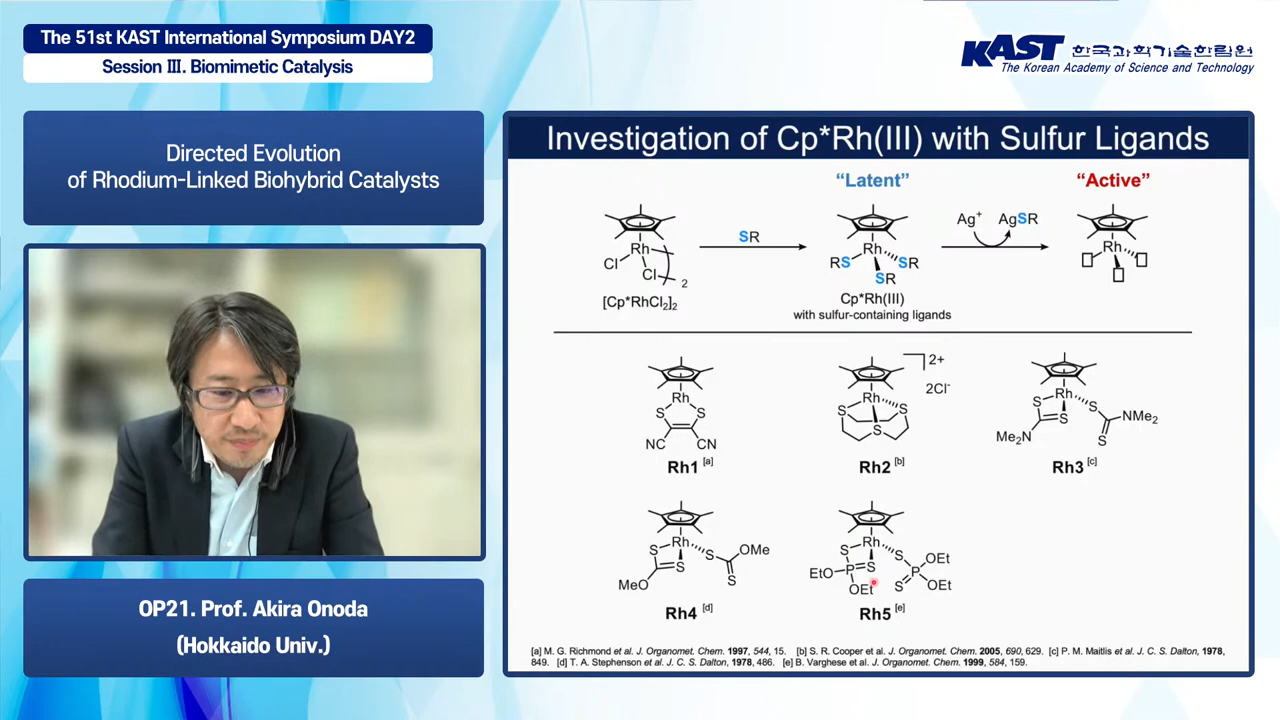 The 51st KAST International Symposium DAY2
Session Ⅲ. Biomimetic Catalysis
KAST 한국과학기술한림원
The Korean Academy of Science and Technology
Directed Evolution
of Rhodium-Linked Biohybrid Catalysts
OP21. Prof. Akira Onoda
(Hokkaido Univ.)
Investigation of Cp*Rh(III) with Sulfur Ligands
“Latent” “Active”
SR Ag+ AgSR
Rh Rh Rh
Cl Cl 2 RS SR SR
[Cp*RhCl2]2 Cp*Rh(III)
with sulfur-containing ligands
2+
2Cl-
Rh Rh Rh
S S S S S S S S S
NC CN Me2N NMe2
Rh1 [a] Rh2 [b] Rh3 [c]
Rh Rh
S S S S S S S S
OMe MeO EtO P OEt P OEt OEt
Rh4 [d] Rh5 [e]
[a] M. G. Richmond et al. J. Organomet. Chem. 1997, 544, 15. [b] S. R. Cooper et al. J. Organomet. Chem. 2005, 690, 629. [c] P. M. Maitlis et al. J. C. S. Dalton, 1978,
849. [d] T. A. Stephenson et al. J. C. S. Dalton, 1978, 486. [e] B. Varghese et al. J. Organomet. Chem. 1999, 584, 159.